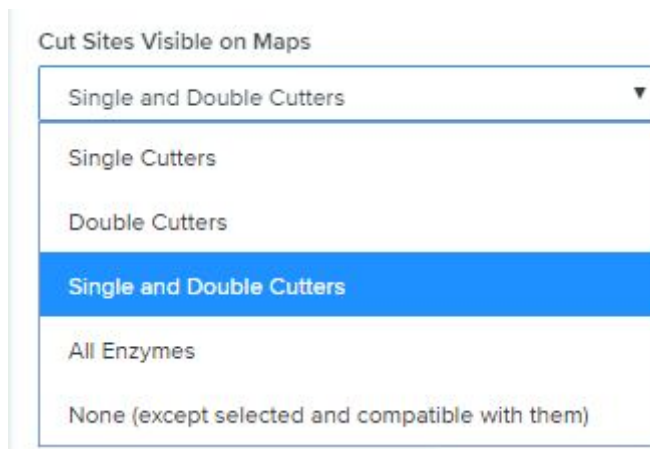 Cut Sites Visible on Maps
Single and Double Cutters
Single Cutters
Double Cutters
Single and Double Cutters
All Enzymes
None (except selected and compatible with them)